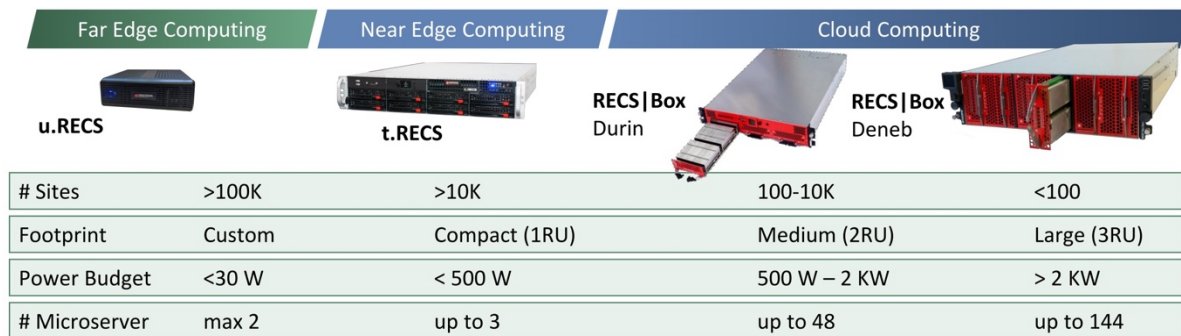 Far Edge Computing Near Edge Computing Cloud Computing
u.RECS
t.RECS
RECS|Box
Durin
RECS|Box
Deneb
# Sites >100K >10K 100-10K <100
Footprint Custom Compact (1RU) Medium (2RU) Large (3RU)
Power Budget <30 W < 500 W 500 W – 2 KW > 2 KW
# Microserver max 2 up to 3 up to 48 up to 144